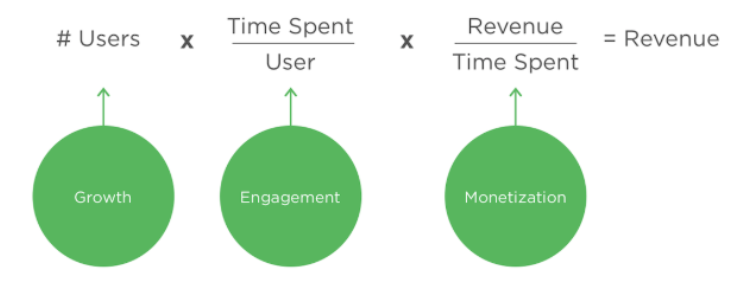 # Users x Time Spent x Revenue = Revenue
User Time Spent
Growth Engagement Monetization